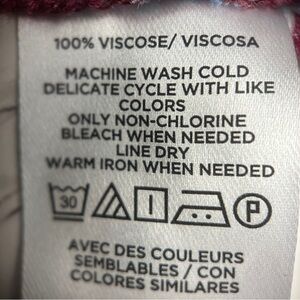 100% VISCOSE/ VISCOSA
MACHINE WASH COLD
DELICATE CYCLE WITH LIKE
COLORS
ONLY NON-CHLORINE
BLEACH WHEN NEEDED
LINE DRY
WARM IRON WHEN NEEDED
30 P
AVEC DES COULEURS
SEMBLABLES / CON
COLORES SIMILARES